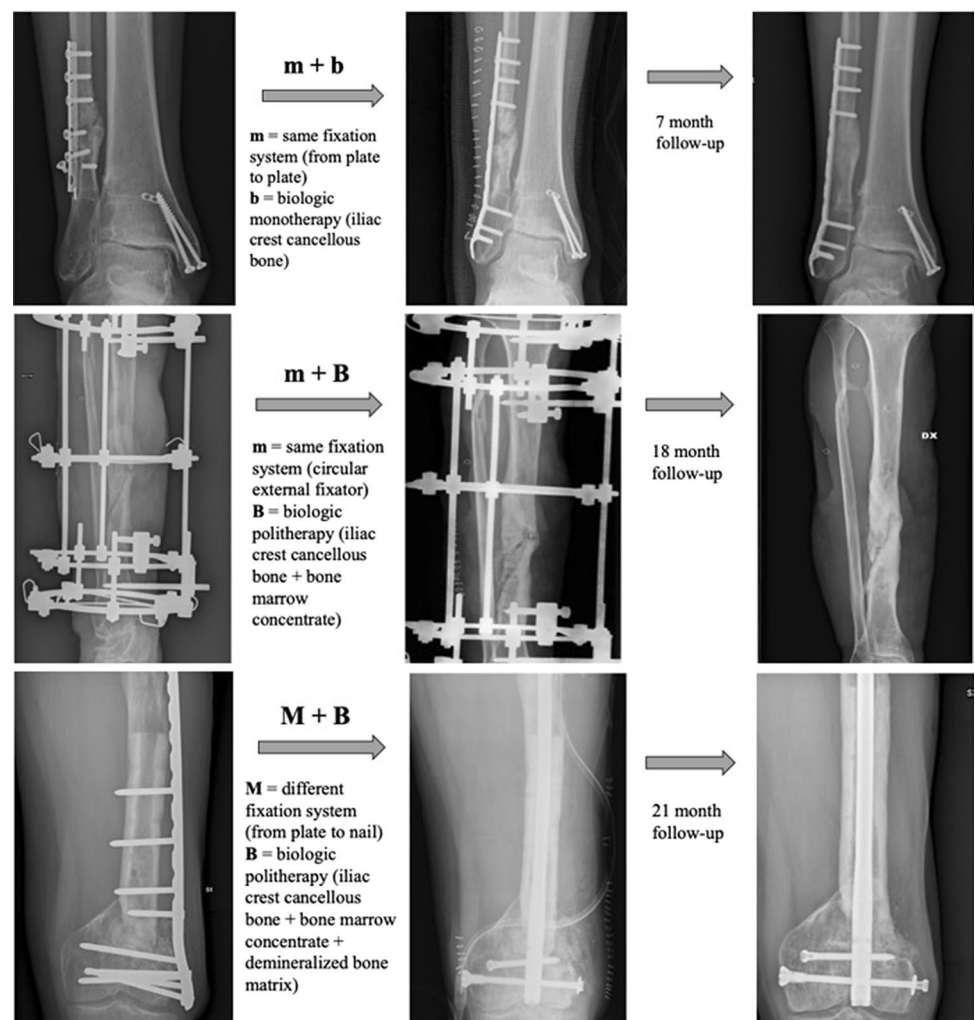 m + b
m = same fixation
system (from plate
to plate)
b = biologic
monotherapy (iliac
crest cancellous
bone)
7 month
follow-up
m + B
m = same fixation
system (circular
external fixator)
B = biologic
politherapy (iliac
crest cancellous
bone + bone
marrow
concentrate)
18 month
follow-up
DX
M + B
M = different
fixation system
(from plate to nail)
B = biologic
politherapy (iliac
crest cancellous
bone + bone marrow
concentrate +
demineralized bone
matrix)
21 month
follow-up